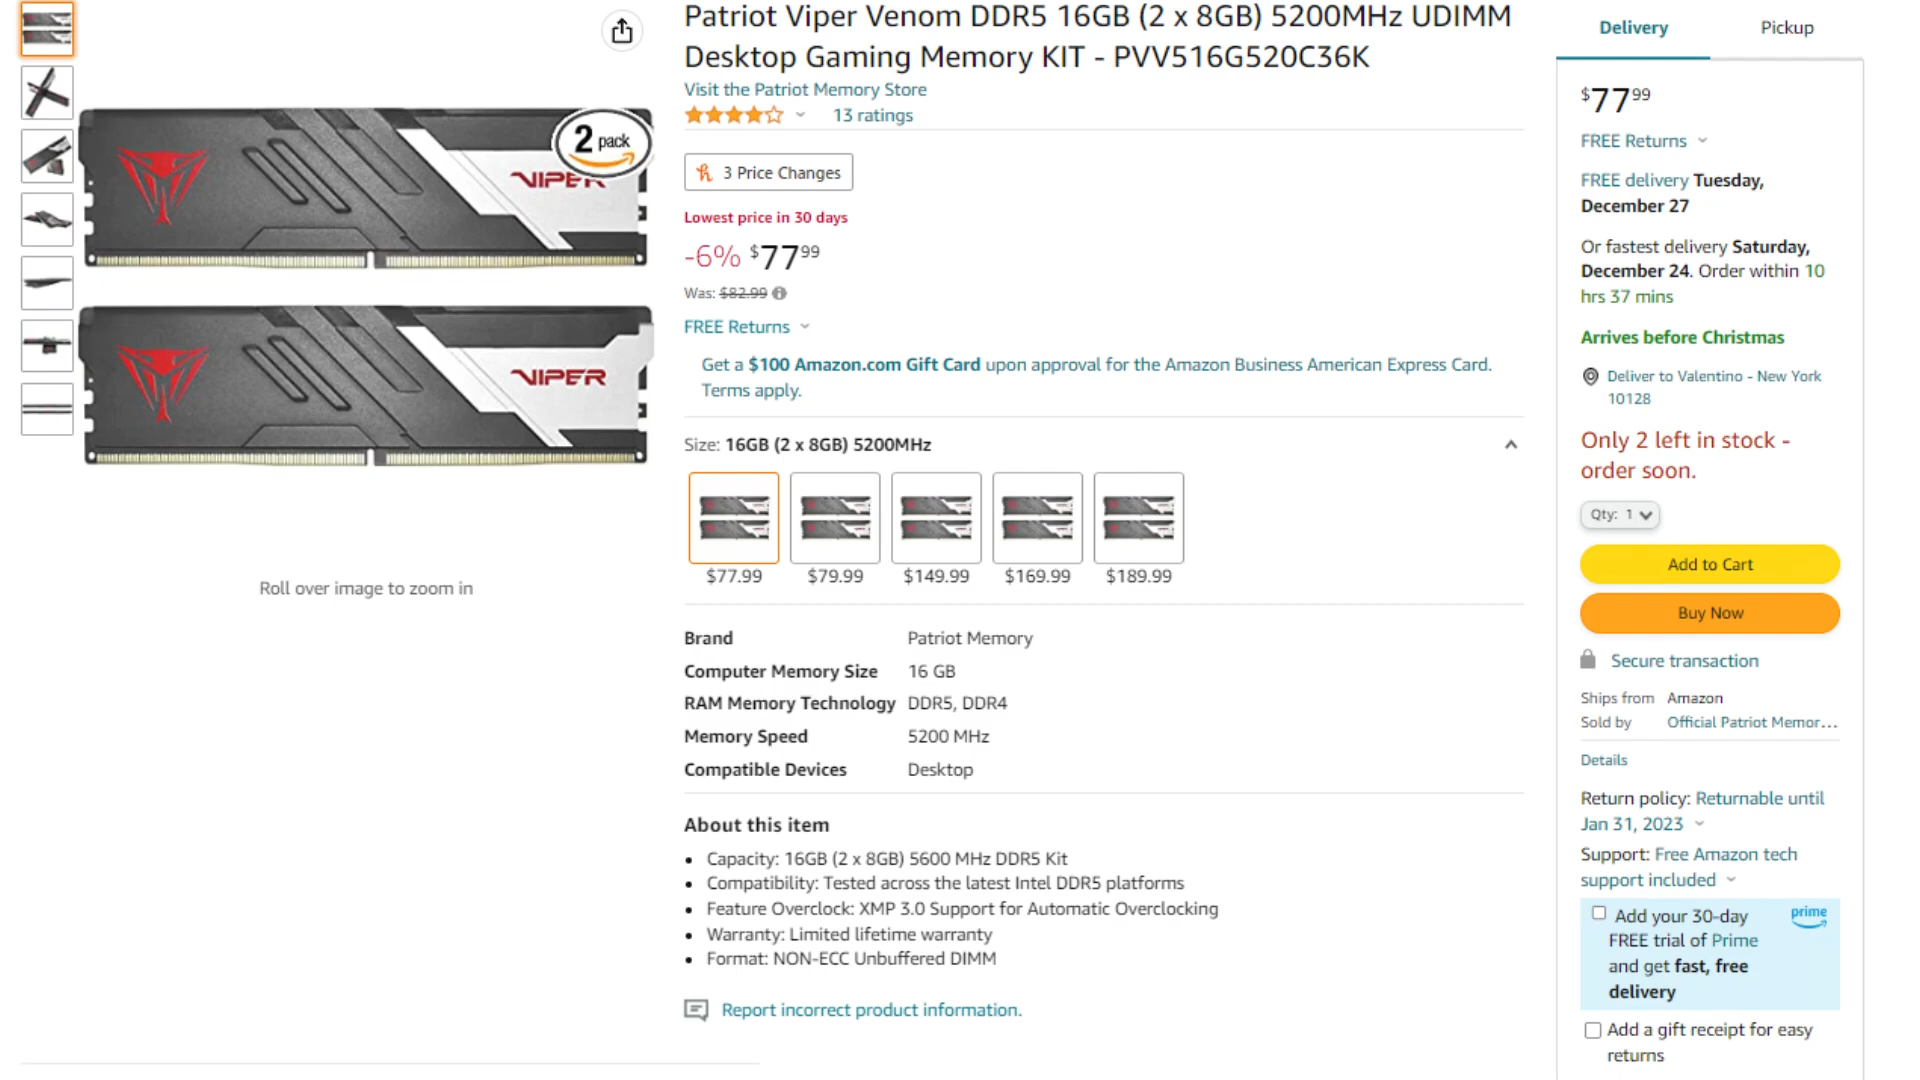 Patriot Viper Venom DDR5 16GB (2 x 8GB) 5200MHz UDIMM
Desktop Gaming Memory KIT - PVV516G520C36K
Visit the Patriot Memory Store
13 ratings
3 Price Changes
Lowest price in 30 days
-6% $77 99
Was: $82.99
FREE Returns
Get a $100 Amazon.com Gift Card upon approval for the Amazon Business American Express Card.
Terms apply.
Size: 16GB (2 x 8GB) 5200MHz
$77.99 $79.99 $149.99 $169.99 $189.99
Brand Patriot Memory
Computer Memory Size 16 GB
RAM Memory Technology DDR5, DDR4
Memory Speed 5200 MHz
Compatible Devices Desktop
About this item
• Capacity: 16GB (2 x 8GB) 5600 MHz DDR5 Kit
• Compatibility: Tested across the latest Intel DDR5 platforms
• Feature Overclock: XMP 3.0 Support for Automatic Overclocking
• Warranty: Limited lifetime warranty
• Format: NON-ECC Unbuffered DIMM
Report incorrect product information.
2 pack
VIPER
VIPER
Roll over image to zoom in
Delivery Pickup
$77 99
FREE Returns
FREE delivery Tuesday,
December 27
Or fastest delivery Saturday,
December 24. Order within 10
hrs 37 mins
Arrives before Christmas
Deliver to Valentino - New York
10128
Only 2 left in stock -
order soon.
Qty: 1
Add to Cart
Buy Now
Secure transaction
Ships from Amazon
Sold by Official Patriot Memor...
Details
Return policy: Returnable until
Jan 31, 2023
Support: Free Amazon tech
support included
Add your 30-day prime
FREE trial of Prime
and get fast, free
delivery
Add a gift receipt for easy
returns